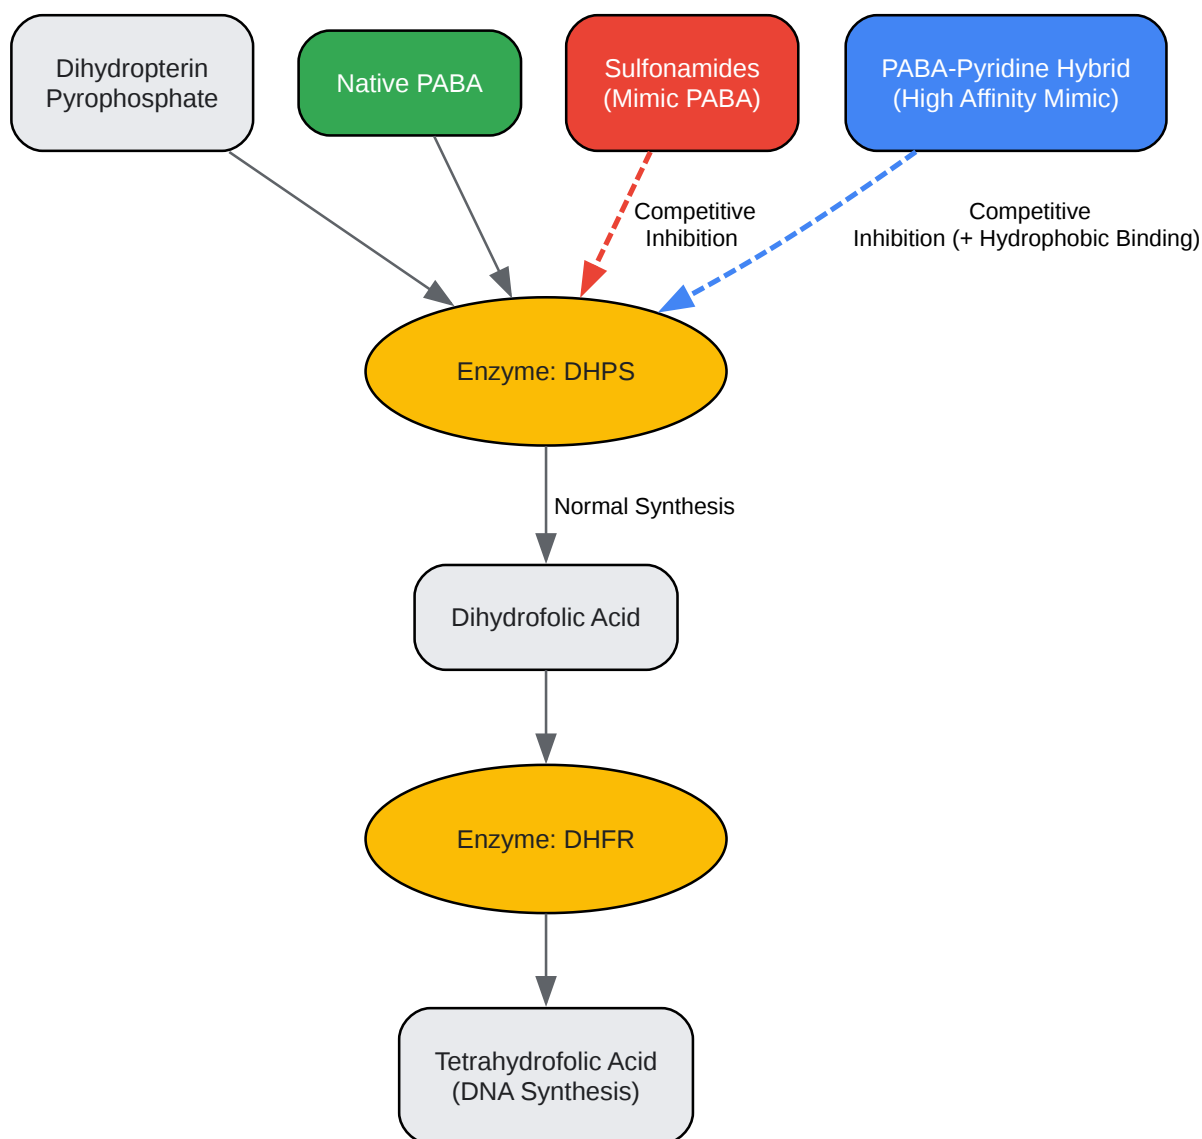 Dihydropterin
Pyrophosphate
Native PABA
Sulfonamides
(Mimic PABA)
PABA-Pyridine Hybrid
(High Affinity Mimic)
Competitive
Inhibition
Competitive
Inhibition (+ Hydrophobic Binding)
Enzyme: DHPS
Normal Synthesis
Dihydrofolic Acid
Enzyme: DHFR
Tetrahydrofolic Acid
(DNA Synthesis)